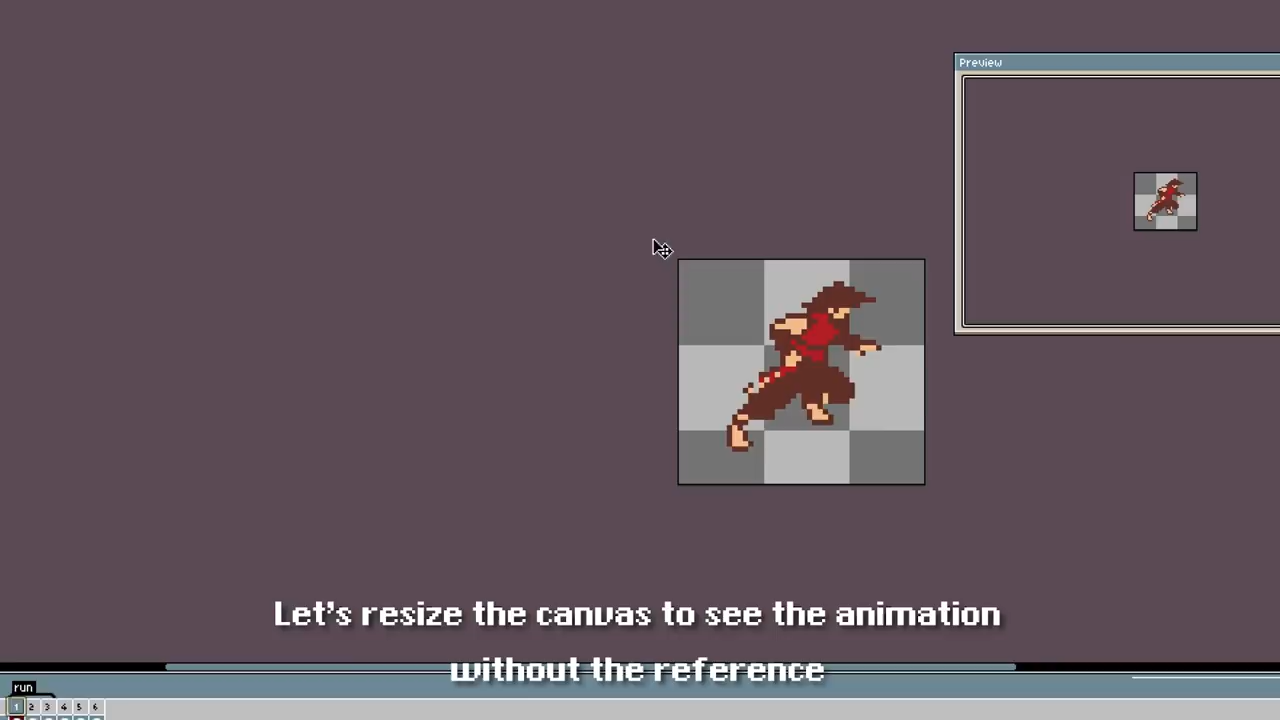 Preview
Let's resize the canvas to see the animation
without the reference
run
1 2 3 4 5 6